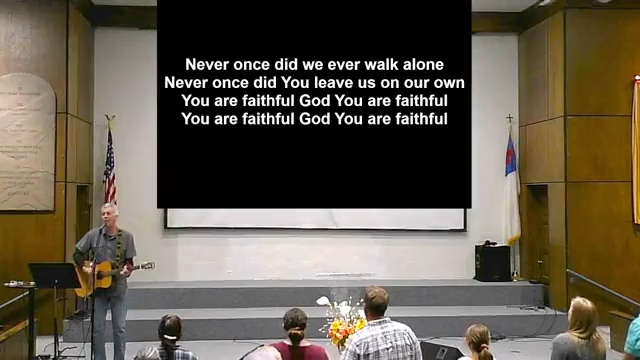 Never once did we ever walk alone
Never once did You leave us on our own
You are faithful God You are faithful
You are faithful God You are faithful